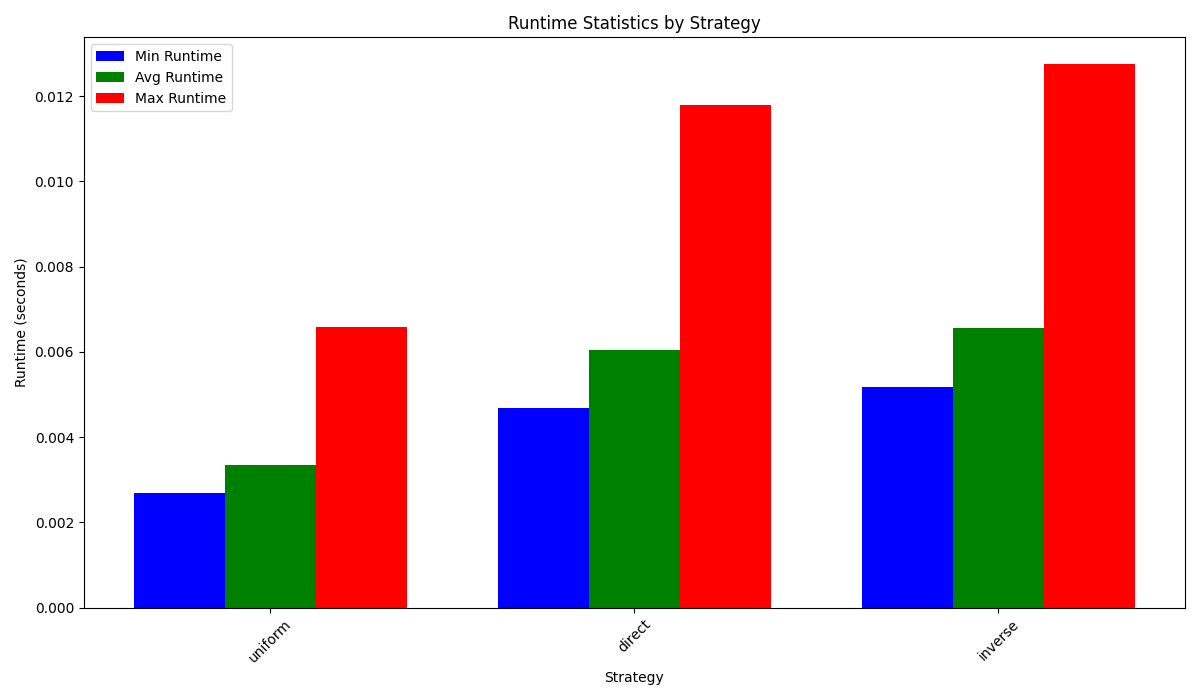 Runtime Statistics by Strategy
Min Runtime
Avg Runtime
Max Runtime
0.012
0.010
0.008
0.006
0.004
0.002
0.000
Runtime (seconds)
uniform
direct
inverse
Strategy